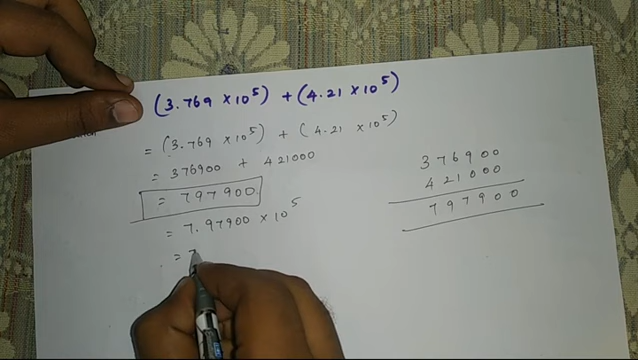 (3.769 ×10⁵) + (4.21 ×10⁵)
= (3.769 ×10⁵) + (4.21 ×10⁵)
= 376900 + 421000
= 797900
= 7.97900 ×10⁵
= 7
376900
421000
797900